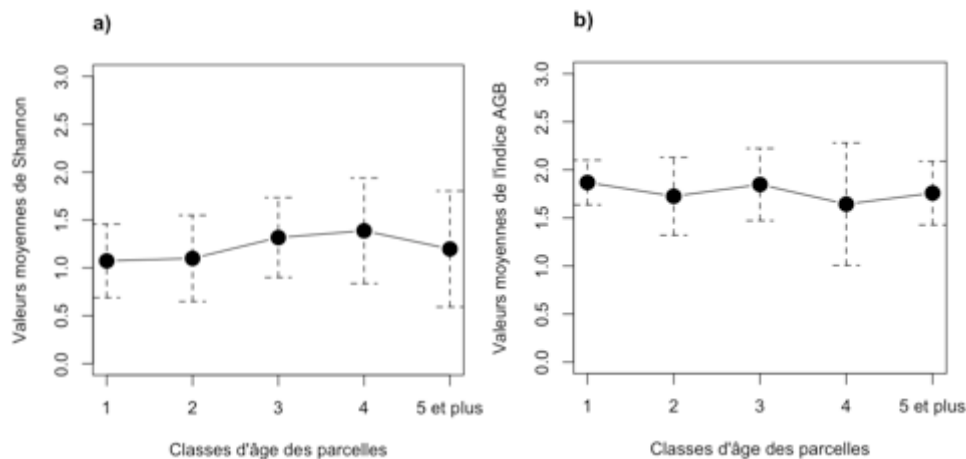 a)
Valeurs moyennes de Shannon
3.0
2.5
2.0
1.5
1.0
0.5
0.0
1 2 3 4 5 et plus
Classes d'âge des parcelles
b)
Valeurs moyennes de l'indice AGB
3.0
2.5
2.0
1.5
1.0
0.5
0.0
1 2 3 4 5 et plus
Classes d'âge des parcelles